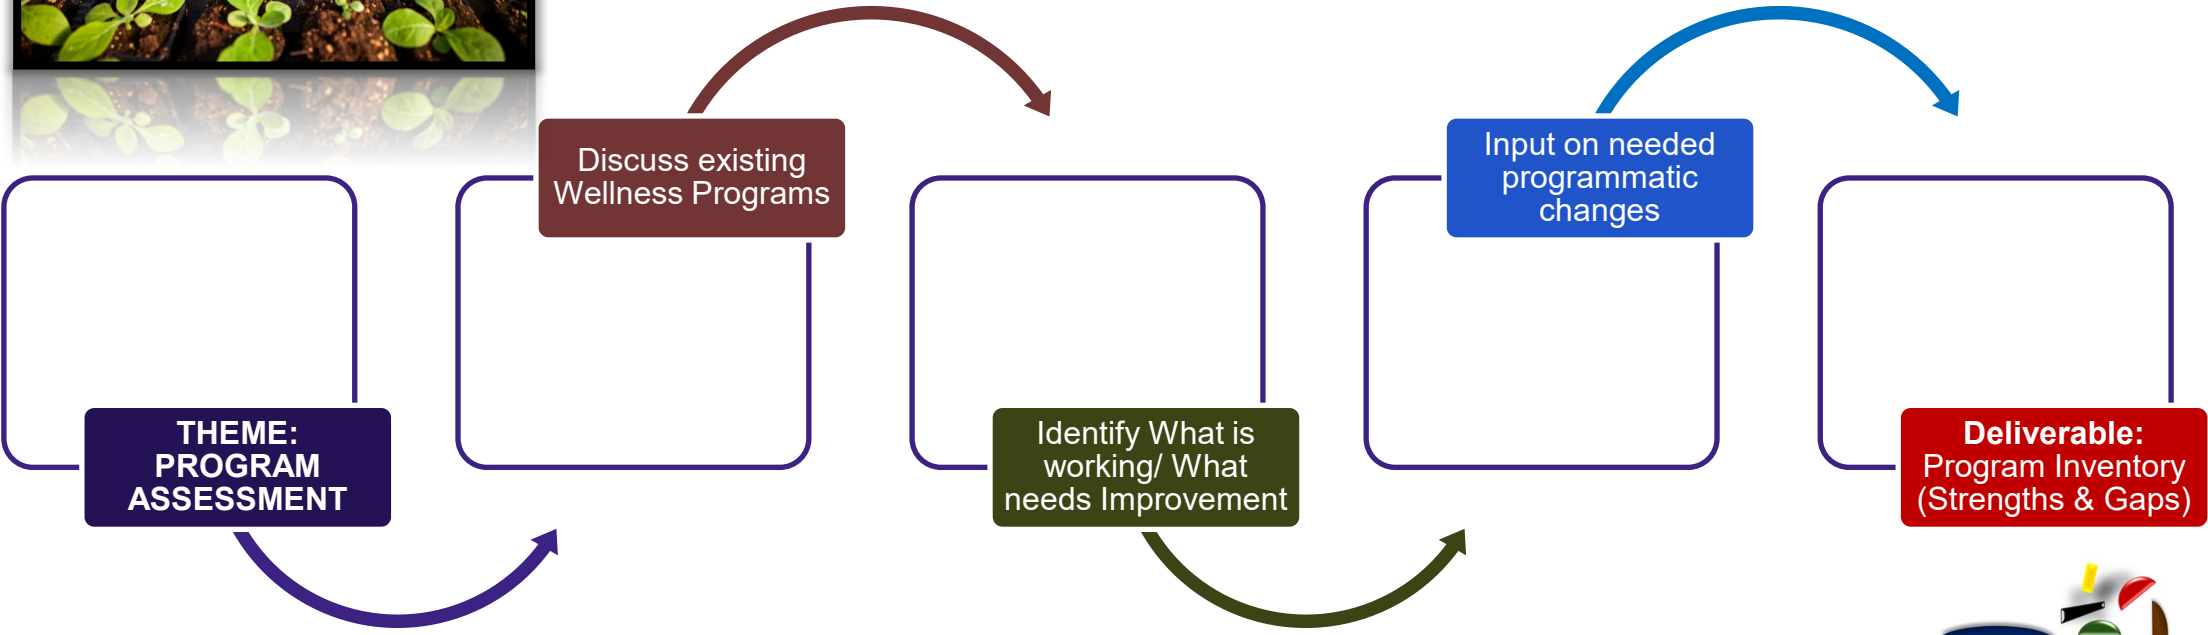 THEME:
PROGRAM
ASSESSMENT
Discuss existing
Wellness Programs
Identify What is
working/ What
needs Improvement
Input on needed
programmatic
changes
Deliverable:
Program Inventory
(Strengths & Gaps)